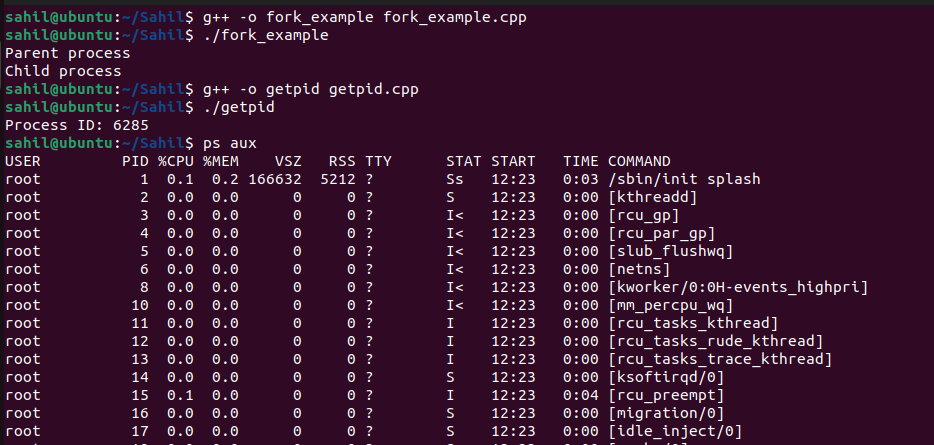 sahil@ubuntu:~/Sahil$ g++ -o fork_example fork_example.cpp
sahil@ubuntu:~/Sahil$ ./fork_example
Parent process
Child process
sahil@ubuntu:~/Sahil$ g++ -o getpid getpid.cpp
sahil@ubuntu:~/Sahil$ ./getpid
Process ID: 6285
sahil@ubuntu:~/Sahil$ ps aux
USER         PID %CPU %MEM    VSZ   RSS TTY      STAT START   TIME COMMAND
root           1  0.1  0.2 166632  5212 ?        Ss   12:23   0:03 /sbin/init splash
root           2  0.0  0.0      0     0 ?        S    12:23   0:00 [kthreadd]
root           3  0.0  0.0      0     0 ?        I<   12:23   0:00 [rcu_gp]
root           4  0.0  0.0      0     0 ?        I<   12:23   0:00 [rcu_par_gp]
root           5  0.0  0.0      0     0 ?        I<   12:23   0:00 [slub_flushwq]
root           6  0.0  0.0      0     0 ?        I<   12:23   0:00 [netns]
root           8  0.0  0.0      0     0 ?        I<   12:23   0:00 [kworker/0:0H-events_highpri]
root          10  0.0  0.0      0     0 ?        I<   12:23   0:00 [mm_percpu_wq]
root          11  0.0  0.0      0     0 ?        I    12:23   0:00 [rcu_tasks_kthread]
root          12  0.0  0.0      0     0 ?        I    12:23   0:00 [rcu_tasks_rude_kthread]
root          13  0.0  0.0      0     0 ?        I    12:23   0:00 [rcu_tasks_trace_kthread]
root          14  0.0  0.0      0     0 ?        S    12:23   0:00 [ksoftirqd/0]
root          15  0.1  0.0      0     0 ?        I    12:23   0:04 [rcu_preempt]
root          16  0.0  0.0      0     0 ?        S    12:23   0:00 [migration/0]
root          17  0.0  0.0      0     0 ?        S    12:23   0:00 [idle_inject/0]